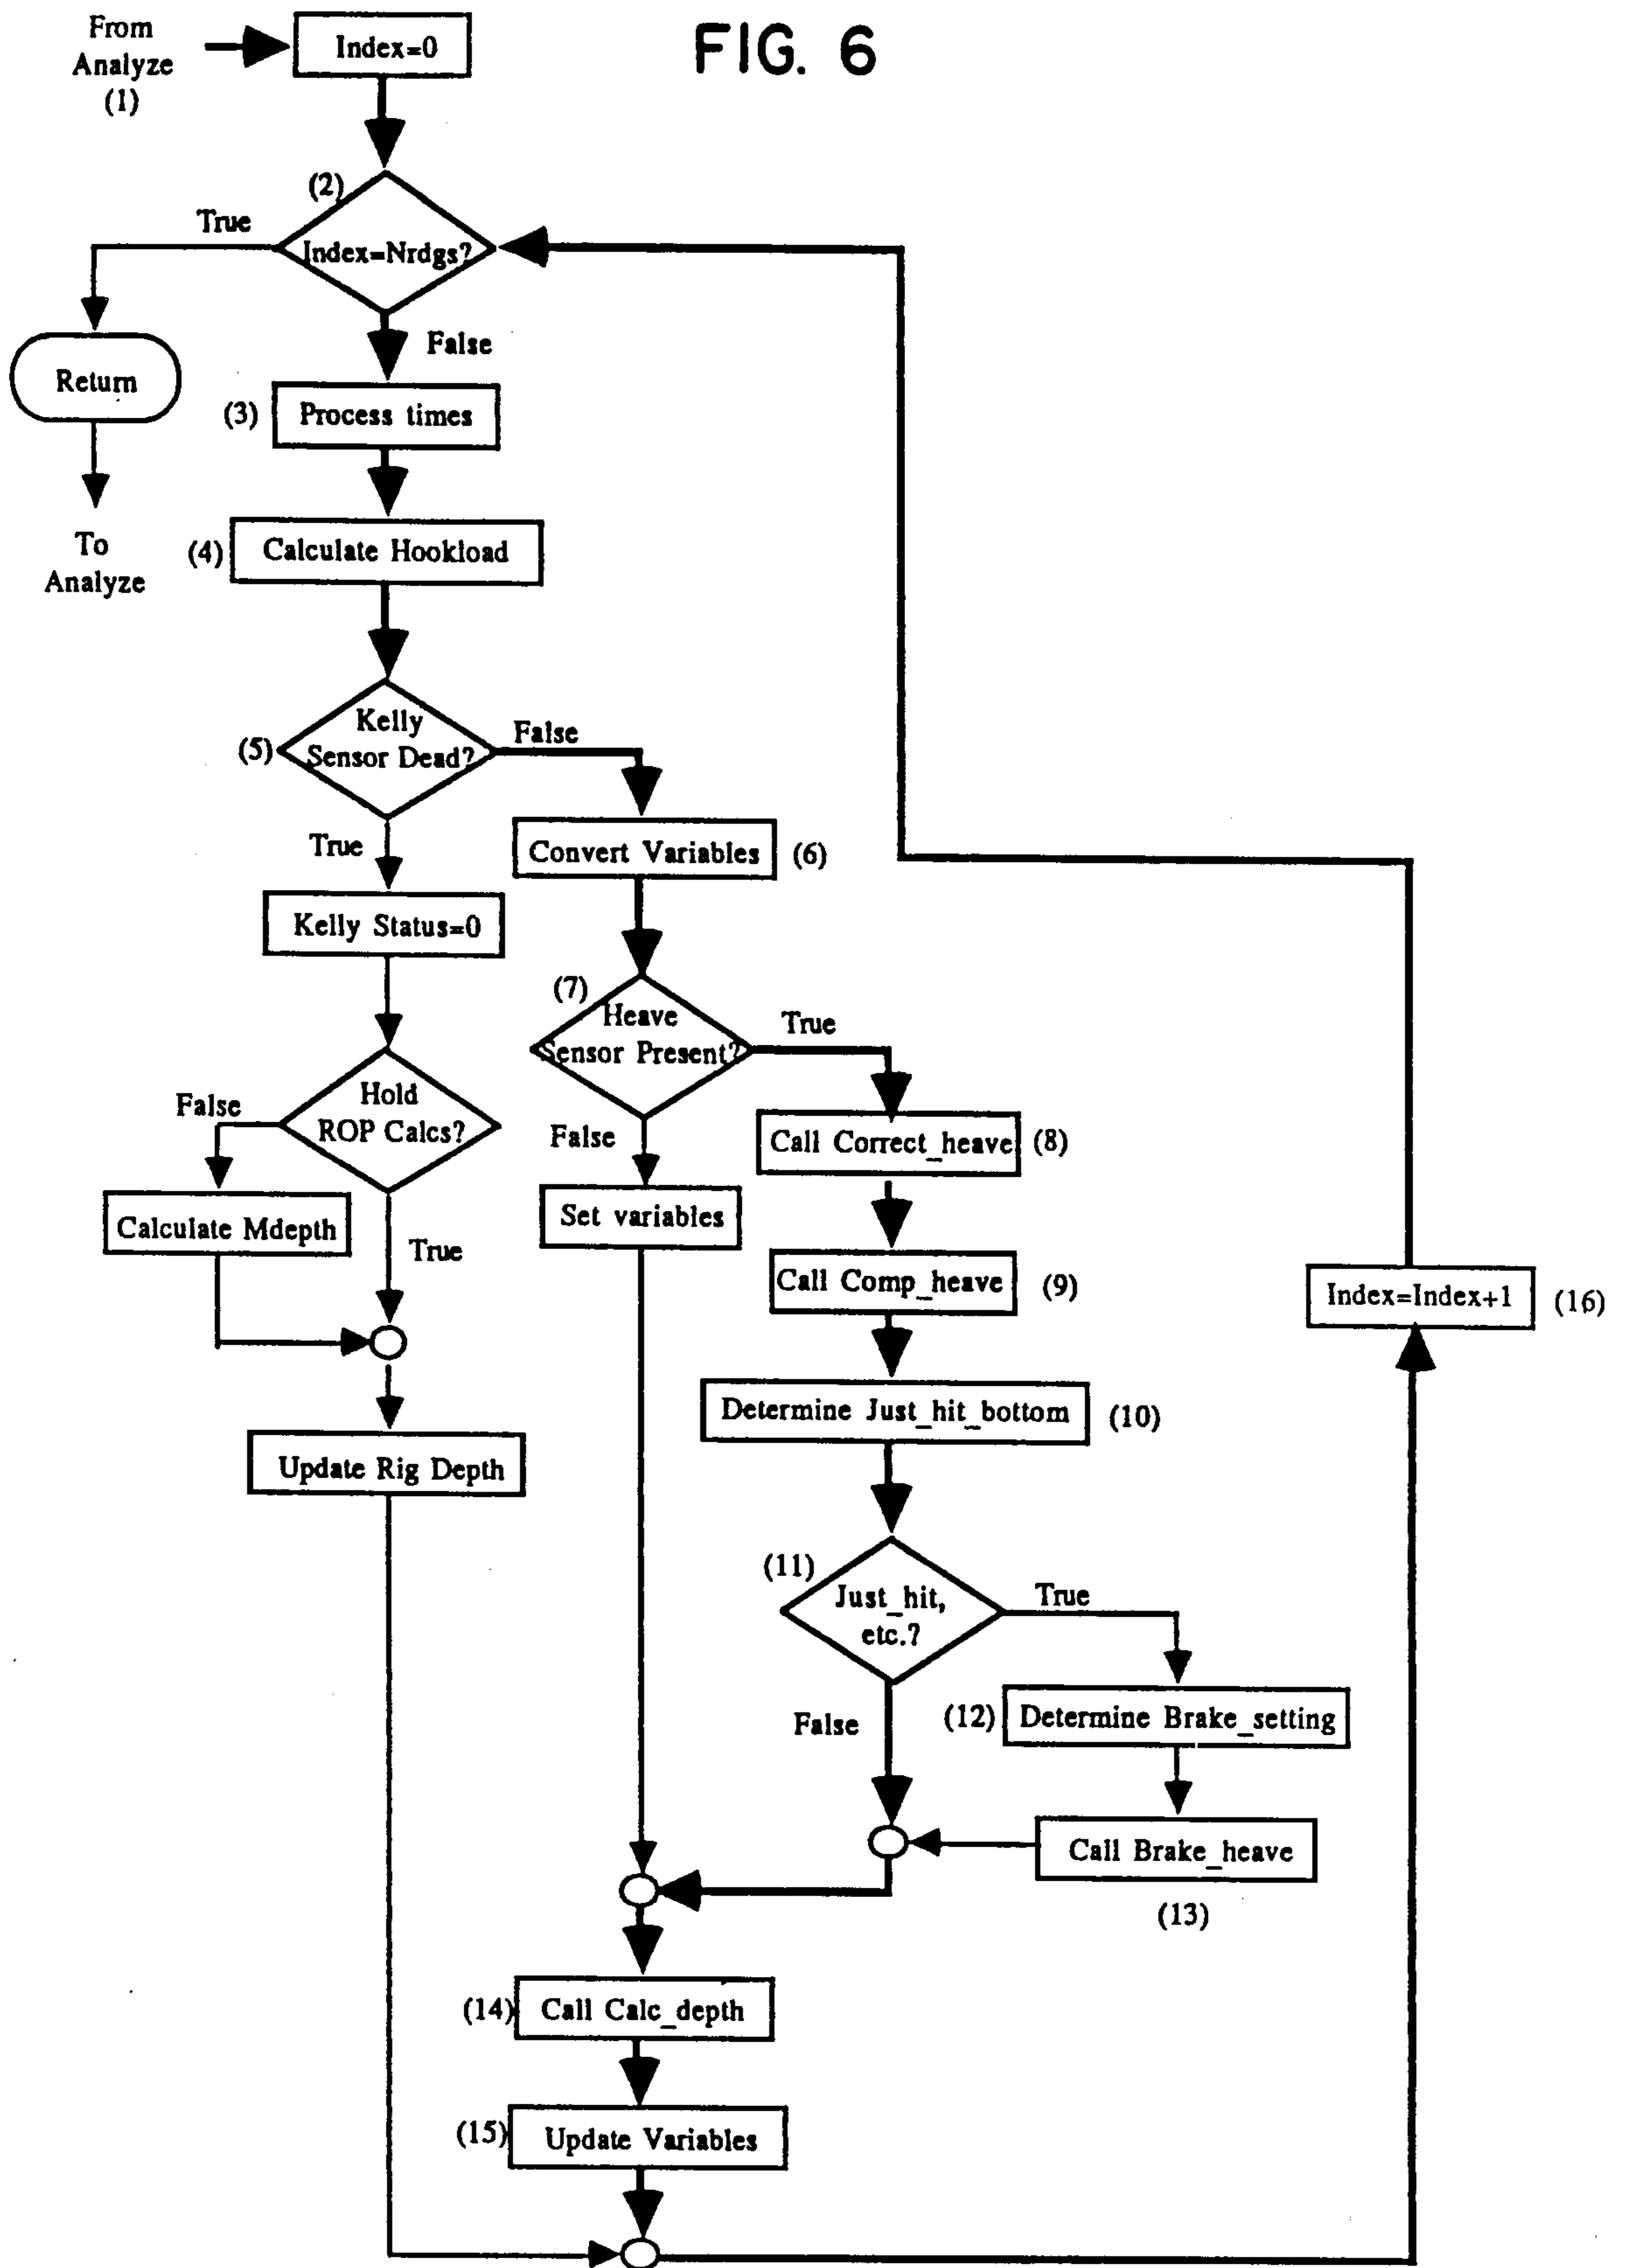 FIG. 6
From
Analyze
(1)
Index=0
(2)
True
Index=Nrdgs?
False
Return
To
Analyze
(3)
Process times
(4)
Calculate Hookload
(5)
Kelly
Sensor Dead?
False
True
Convert Variables
(6)
Kelly Status=0
(7)
Heave
Sensor Present?
True
False
Hold
ROP Calcs?
False
True
Calculate Mdepth
Set variables
Call Correct_heave
(8)
Call Comp_heave
(9)
Index=Index+1
(16)
Determine Just_hit_bottom
(10)
Update Rig Depth
(11)
Just_hit,
etc.?
True
False
(12)
Determine Brake_setting
Call Brake_heave
(13)
(14)
Call Calc_depth
(15)
Update Variables